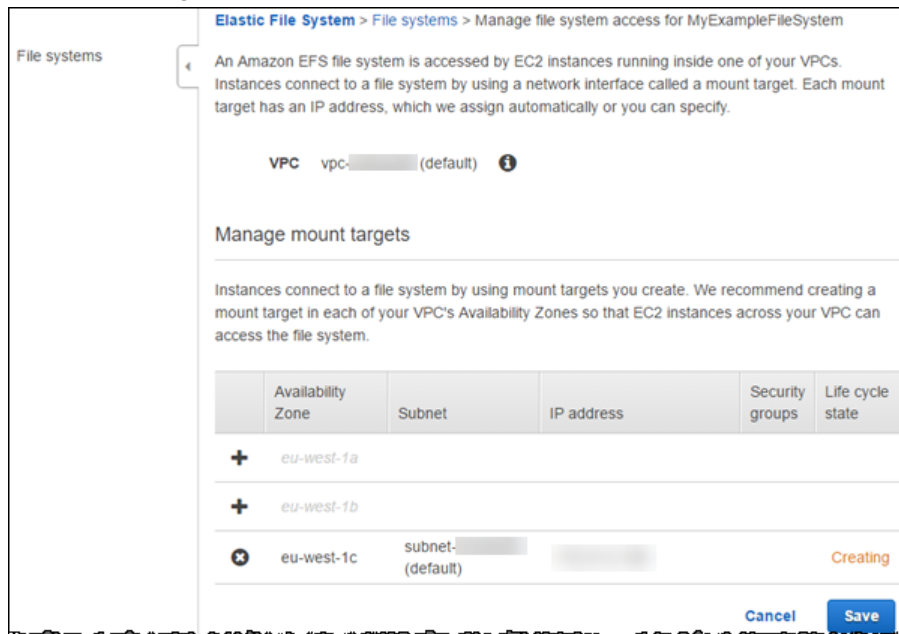 Elastic File System > File systems > Manage file system access for MyExampleFileSystem
File systems
An Amazon EFS file system is accessed by EC2 instances running inside one of your VPCs.
Instances connect to a file system by using a network interface called a mount target. Each mount
target has an IP address, which we assign automatically or you can specify.
VPC vpc- (default)
Manage mount targets
Instances connect to a file system by using mount targets you create. We recommend creating a
mount target in each of your VPC's Availability Zones so that EC2 instances across your VPC can
access the file system.
Availability Zone Subnet IP address Security groups Life cycle state
eu-west-1a
eu-west-1b
eu-west-1c subnet- (default) Creating
Cancel Save